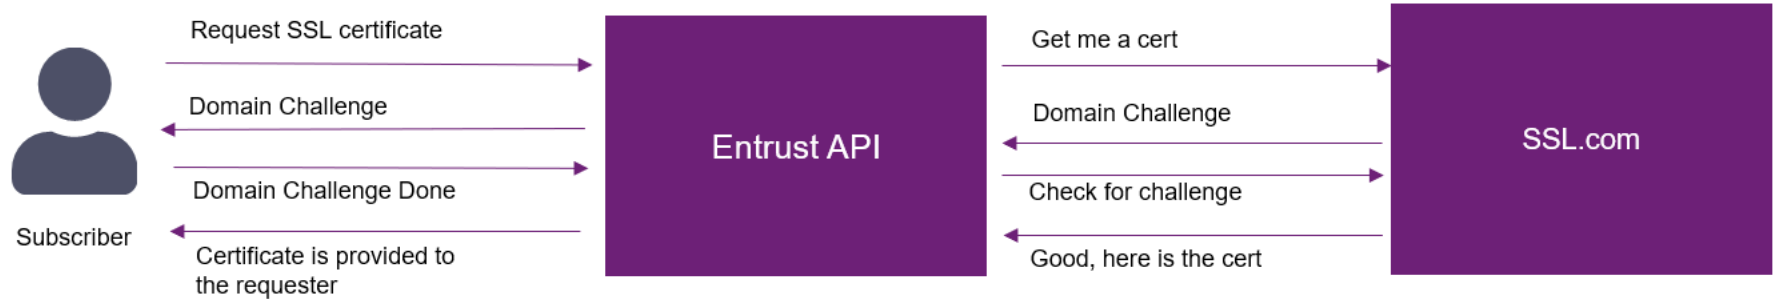 Request SSL certificate
Domain Challenge
Domain Challenge Done
Certificate is provided to
the requester
Subscriber
Entrust API
Get me a cert
Domain Challenge
Check for challenge
Good, here is the cert
SSL.com